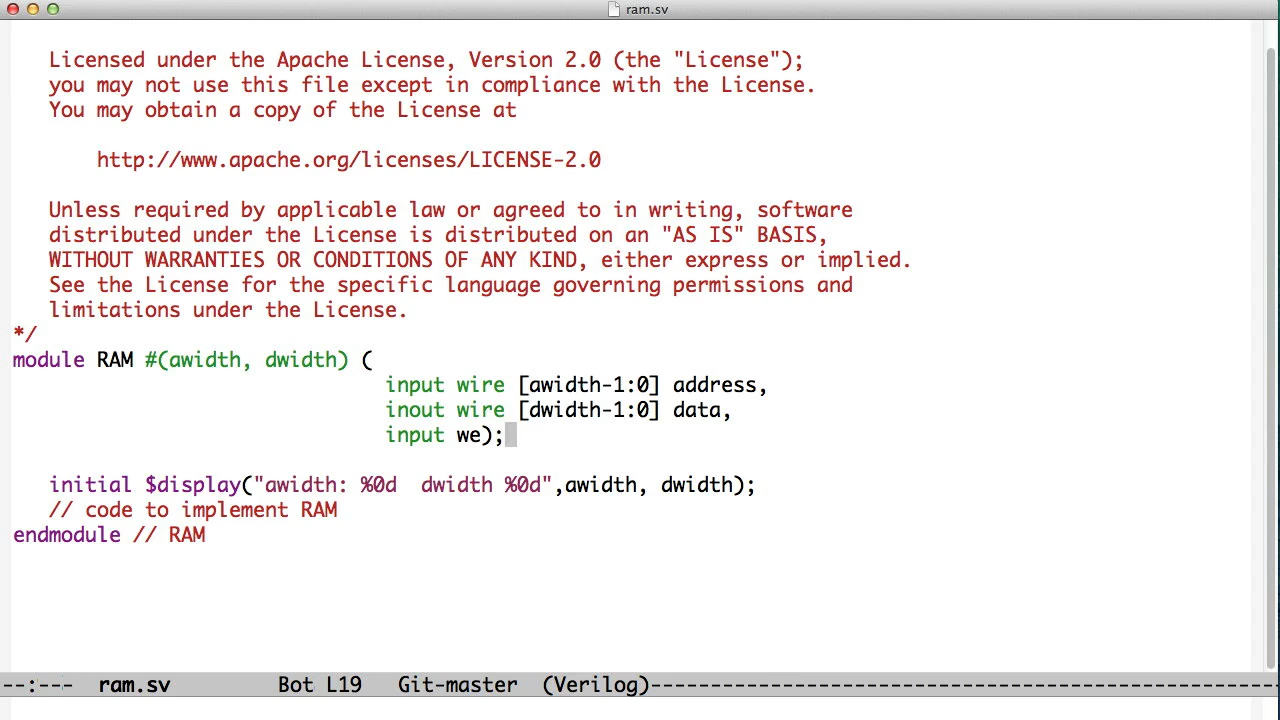 ram.sv
Licensed under the Apache License, Version 2.0 (the "License");
you may not use this file except in compliance with the License.
You may obtain a copy of the License at
http://www.apache.org/licenses/LICENSE-2.0
Unless required by applicable law or agreed to in writing, software
distributed under the License is distributed on an "AS IS" BASIS,
WITHOUT WARRANTIES OR CONDITIONS OF ANY KIND, either express or implied.
See the License for the specific language governing permissions and
limitations under the License.
*/
module RAM #(awidth, dwidth) (
input wire [awidth-1:0] address,
inout wire [dwidth-1:0] data,
input we);
initial $display("awidth: %0d  dwidth %0d",awidth, dwidth);
// code to implement RAM
endmodule // RAM
--:---  ram.sv         Bot L19   Git-master  (Verilog)----------------------------------------------------